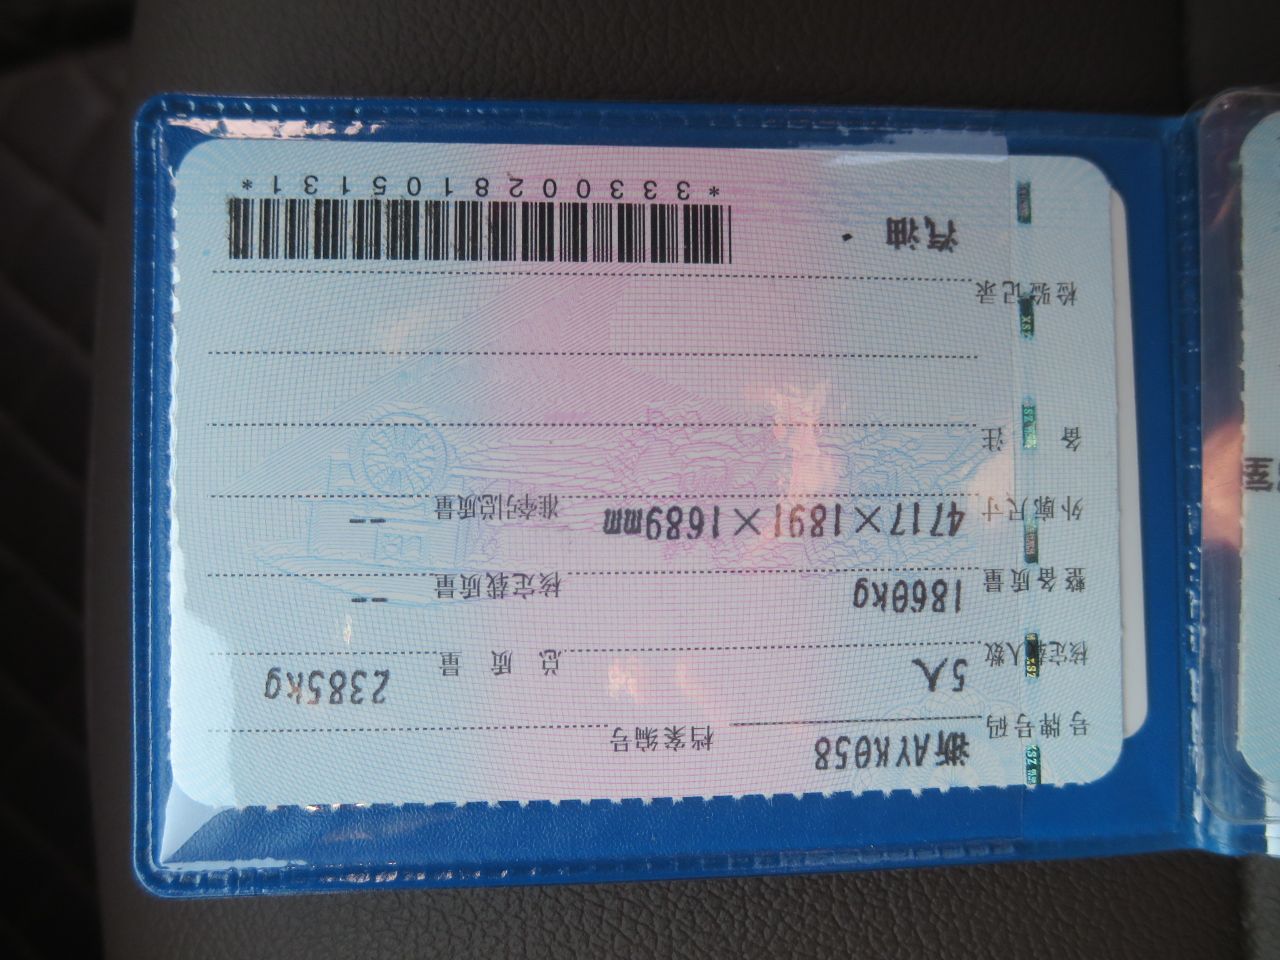 号牌号码 浙AYK058 档案编号
核定载人数 5人 总质量 2385kg
整备质量 1860kg 核定载质量 --
外廓尺寸 4717×1891×1689mm 准牵引总质量 --
备注
检验记录
汽油
*3330028105131*